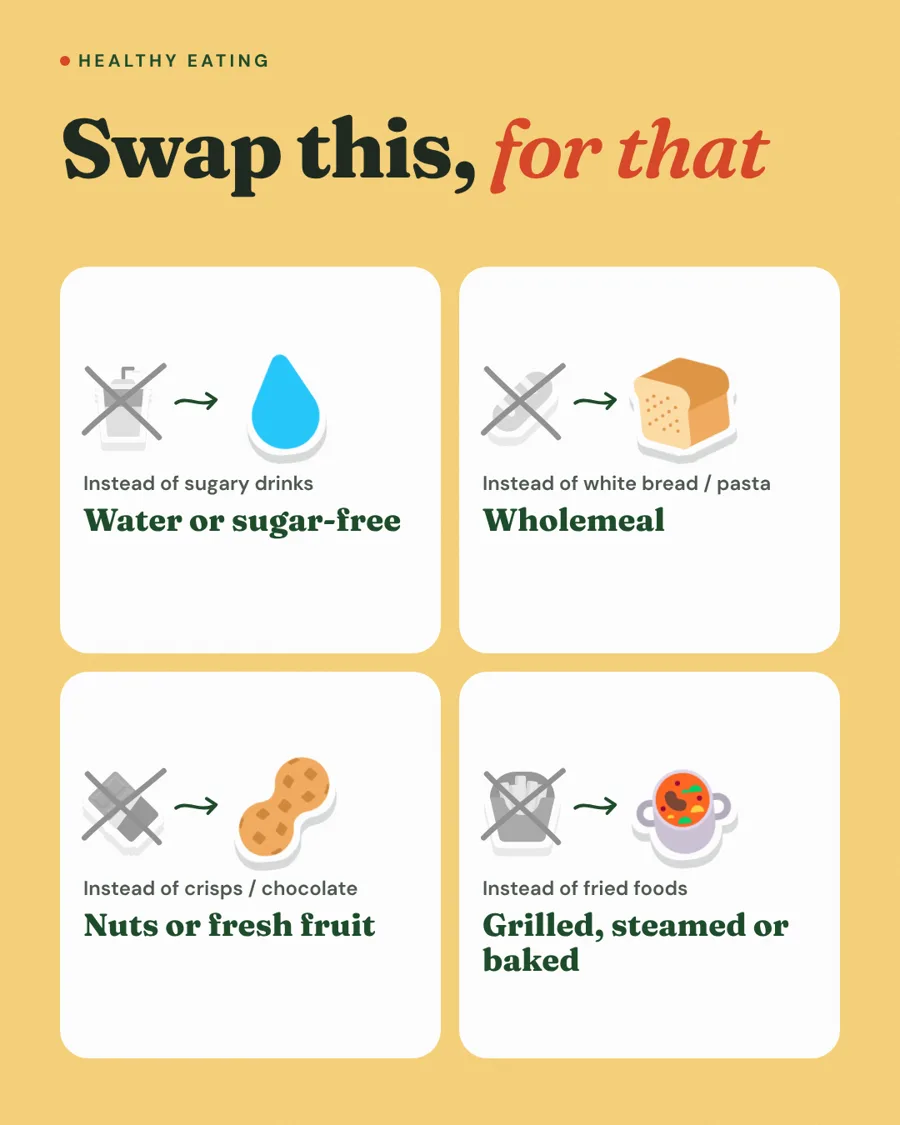 HEALTHY EATING
Swap this, for that
Instead of sugary drinks
Water or sugar-free
Instead of white bread / pasta
Wholemeal
Instead of crisps / chocolate
Nuts or fresh fruit
Instead of fried foods
Grilled, steamed or
baked